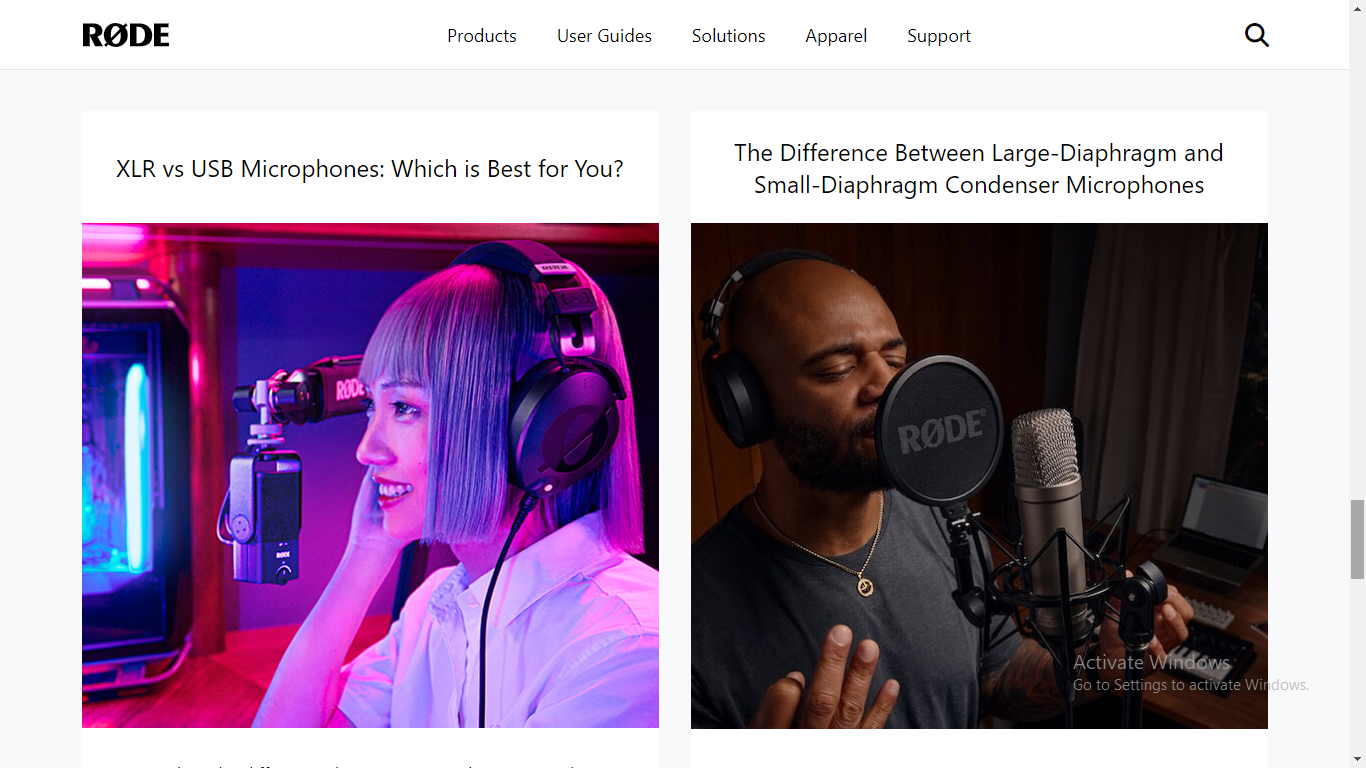 RØDE
Products
User Guides
Solutions
Apparel
Support
XLR vs USB Microphones: Which is Best for You?
The Difference Between Large-Diaphragm and
Small-Diaphragm Condenser Microphones
RØDE
RØDE
RØDE
RØDE
Activate Windows
Go to Settings to activate Windows.